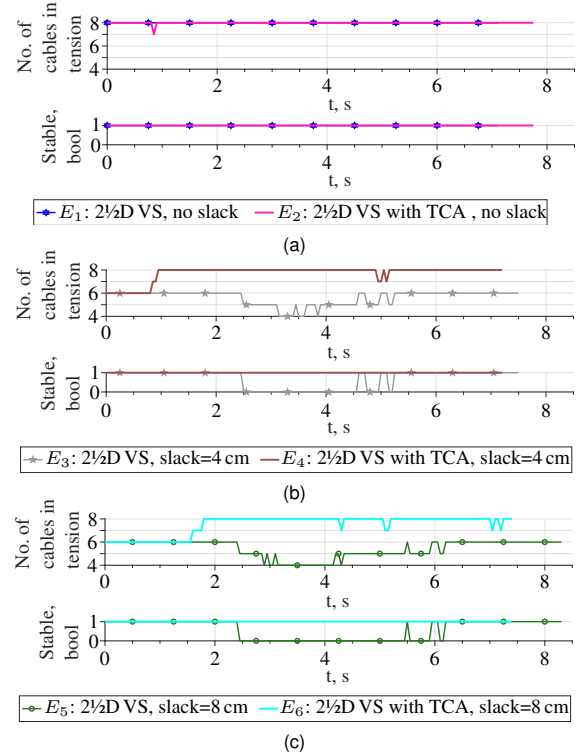 No. of
cables in
tension
8
6
4
0
2
4
6
8
t, s
Stable,
bool
1
0
0
2
4
6
8
t, s
E₁: 2½D VS, no slack E₂: 2½D VS with TCA , no slack
(a)
No. of
cables in
tension
8
6
4
0
2
4
6
8
t, s
Stable,
bool
1
0
0
2
4
6
8
t, s
E₃: 2½D VS, slack=4 cm E₄: 2½D VS with TCA, slack=4 cm
(b)
No. of
cables in
tension
8
6
4
0
2
4
6
8
t, s
Stable,
bool
1
0
0
2
4
6
8
t, s
E₅: 2½D VS, slack=8 cm E₆: 2½D VS with TCA, slack=8 cm
(c)